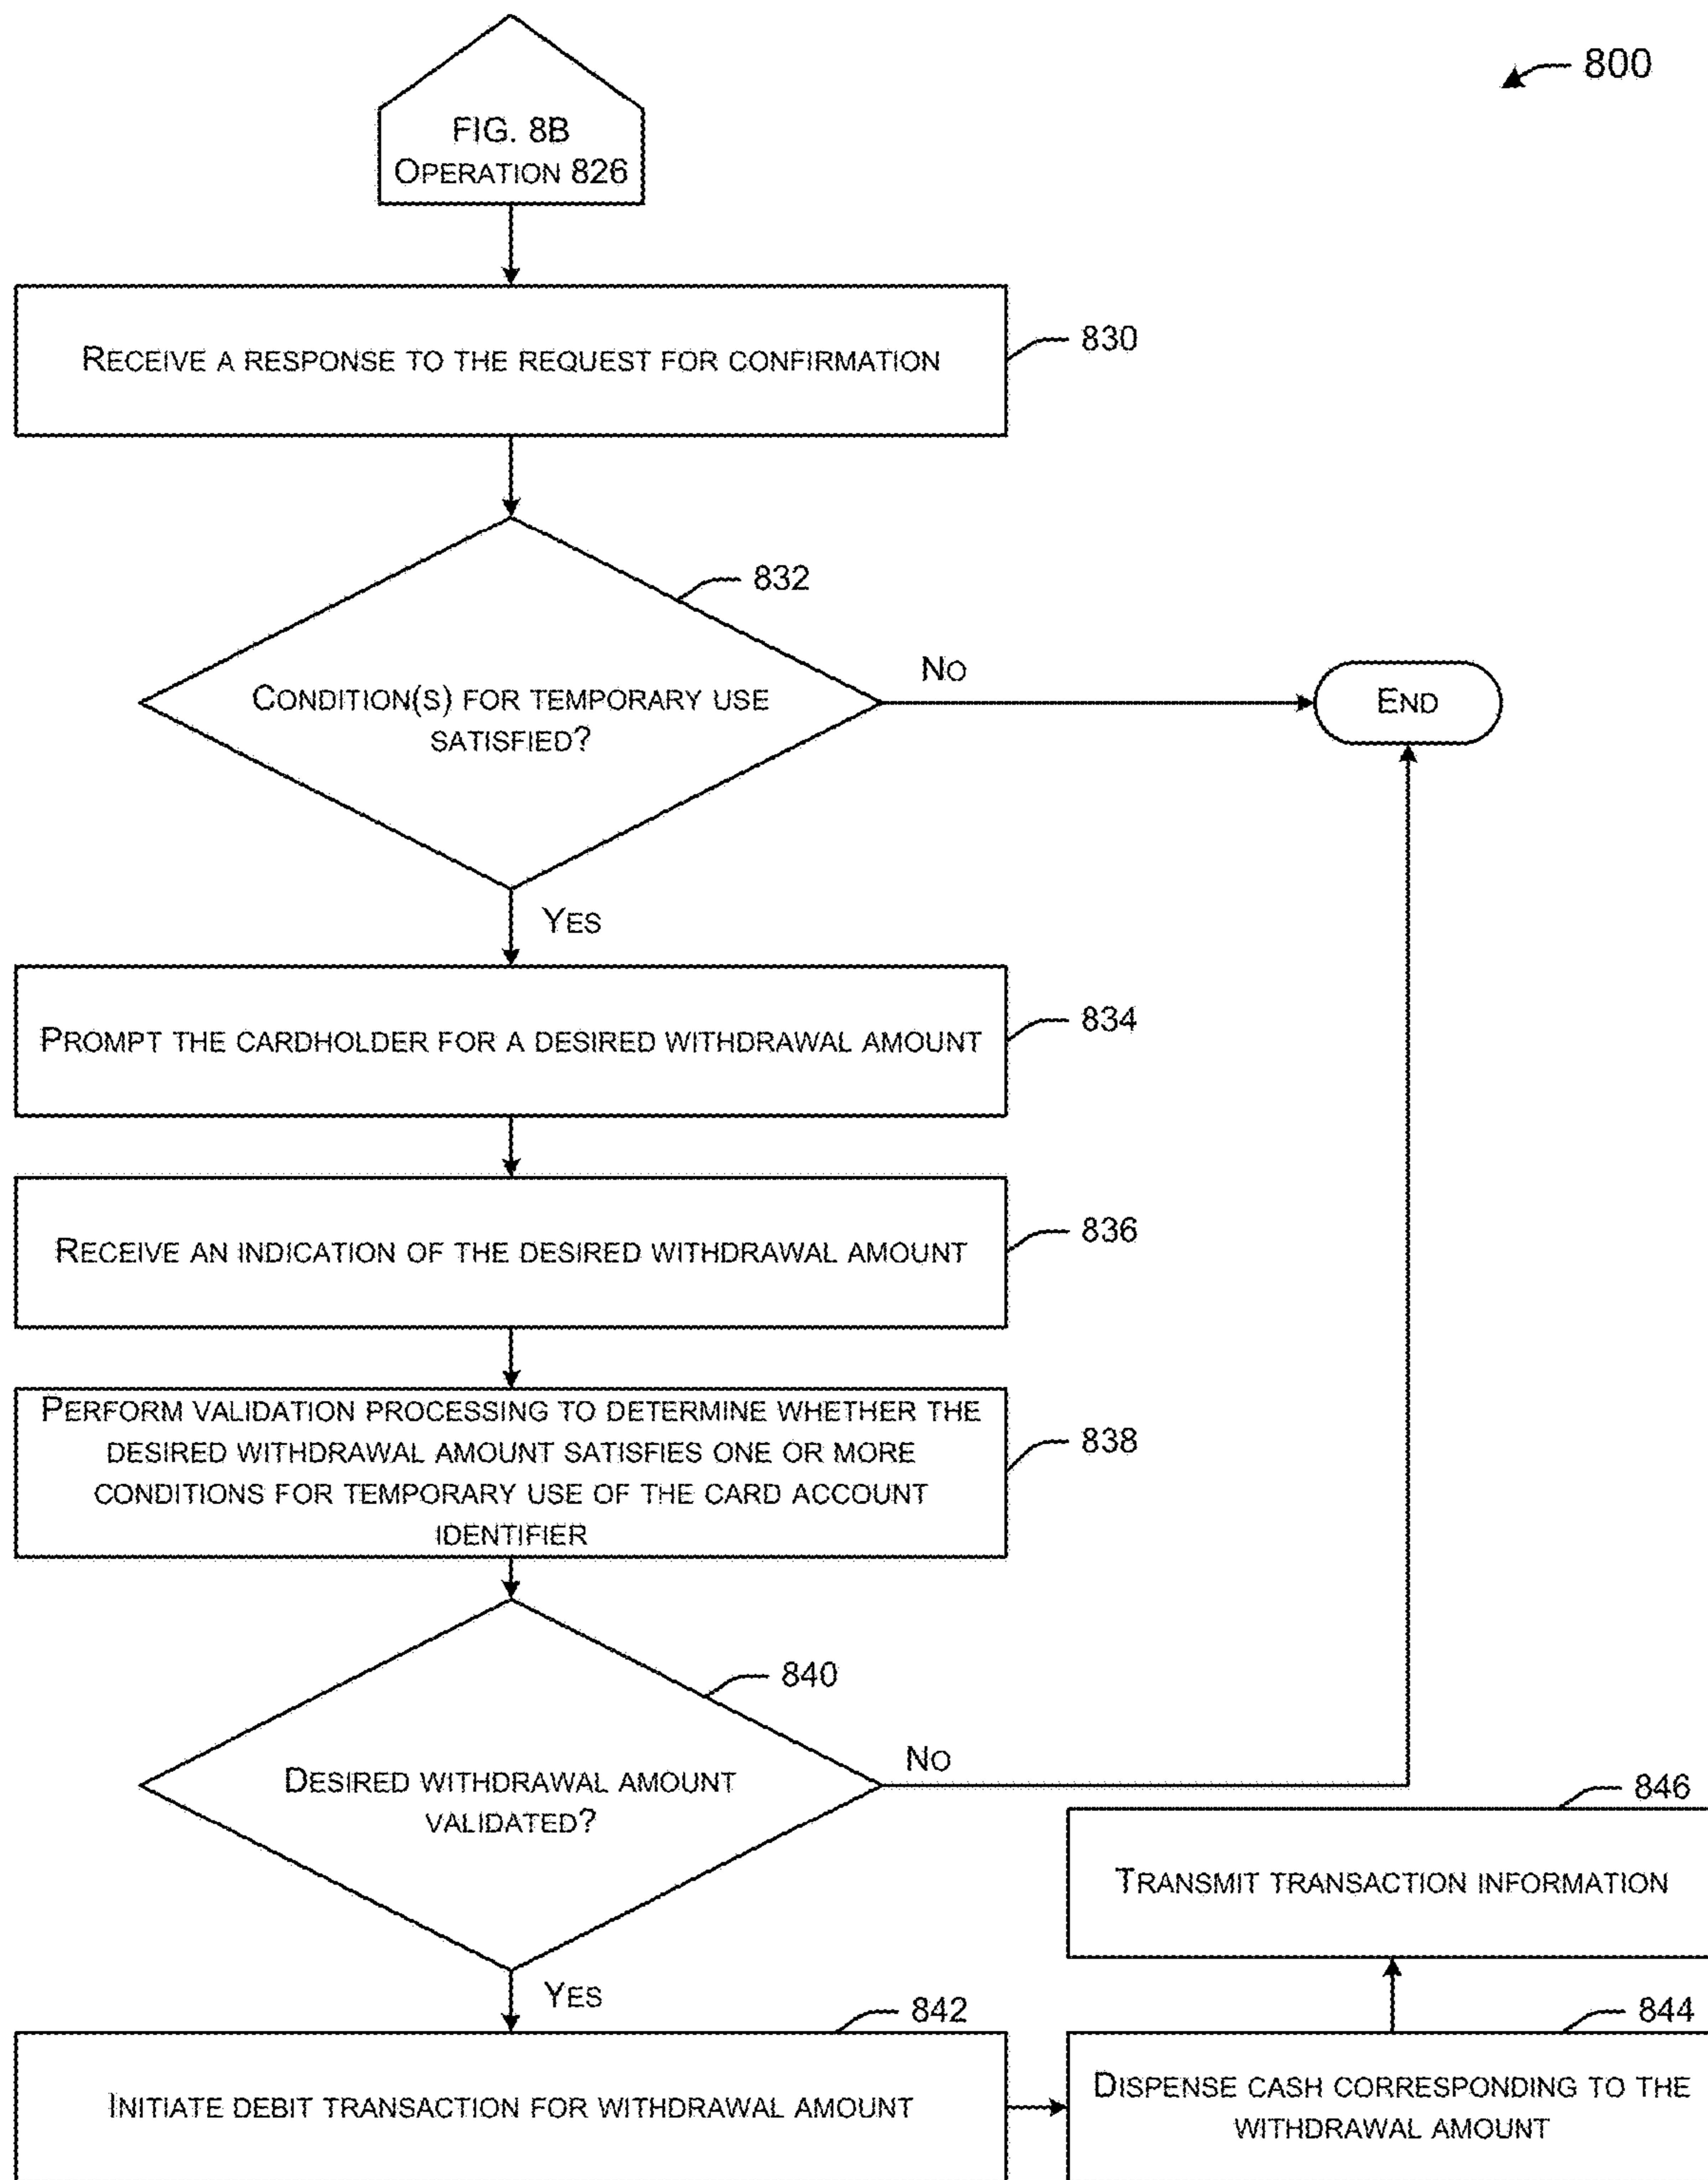 800
FIG. 8B
OPERATION 826
RECEIVE A RESPONSE TO THE REQUEST FOR CONFIRMATION
830
832
CONDITION(S) FOR TEMPORARY USE
SATISFIED?
NO
END
YES
PROMPT THE CARDHOLDER FOR A DESIRED WITHDRAWAL AMOUNT
834
RECEIVE AN INDICATION OF THE DESIRED WITHDRAWAL AMOUNT
836
PERFORM VALIDATION PROCESSING TO DETERMINE WHETHER THE
DESIRED WITHDRAWAL AMOUNT SATISFIES ONE OR MORE
CONDITIONS FOR TEMPORARY USE OF THE CARD ACCOUNT
IDENTIFIER
838
840
DESIRED WITHDRAWAL AMOUNT
VALIDATED?
NO
YES
842
INITIATE DEBIT TRANSACTION FOR WITHDRAWAL AMOUNT
844
DISPENSE CASH CORRESPONDING TO THE
WITHDRAWAL AMOUNT
846
TRANSMIT TRANSACTION INFORMATION